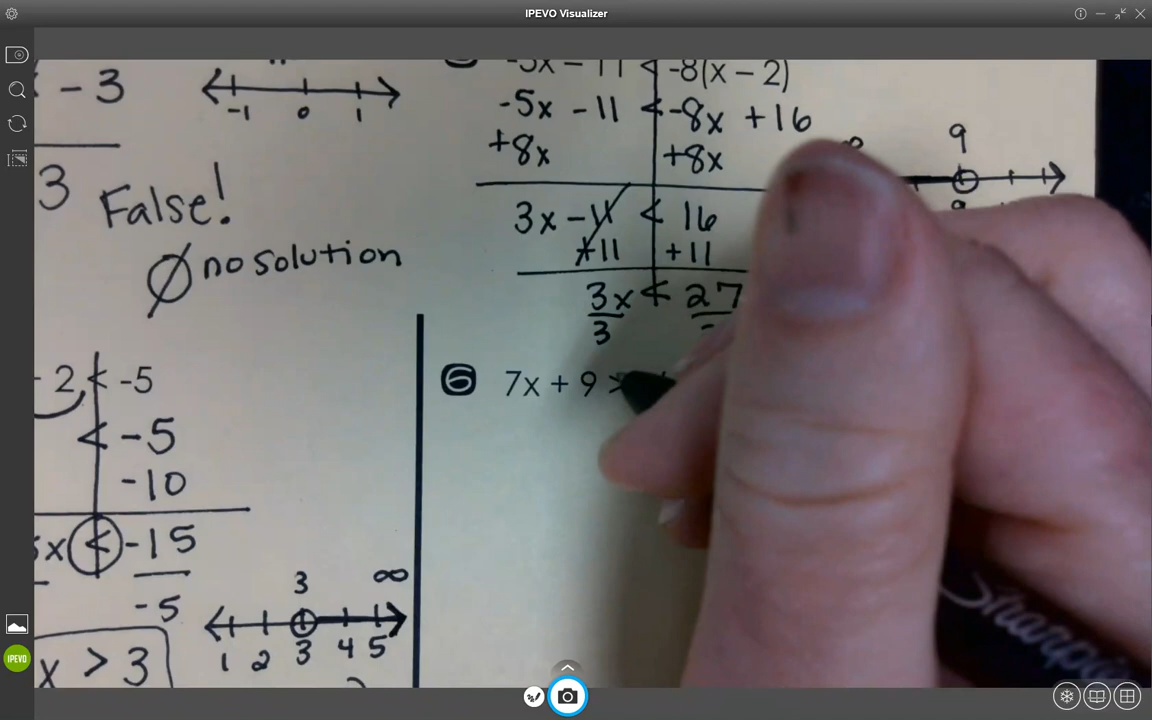 IPEVO Visualizer
- 3
-1 0 1
3 False!
∅ no solution
- 2 < -5
< -5
-10
x < -15
-5
x > 3
3 ∞
1 2 3 4 5
-5x - 11 < -8(x - 2)
-5x - 11 < -8x + 16
+8x +8x
3x - 11 < 16
+11 +11
3x < 27
3
9
6 7x + 9 >
Sharpie
IPEVO